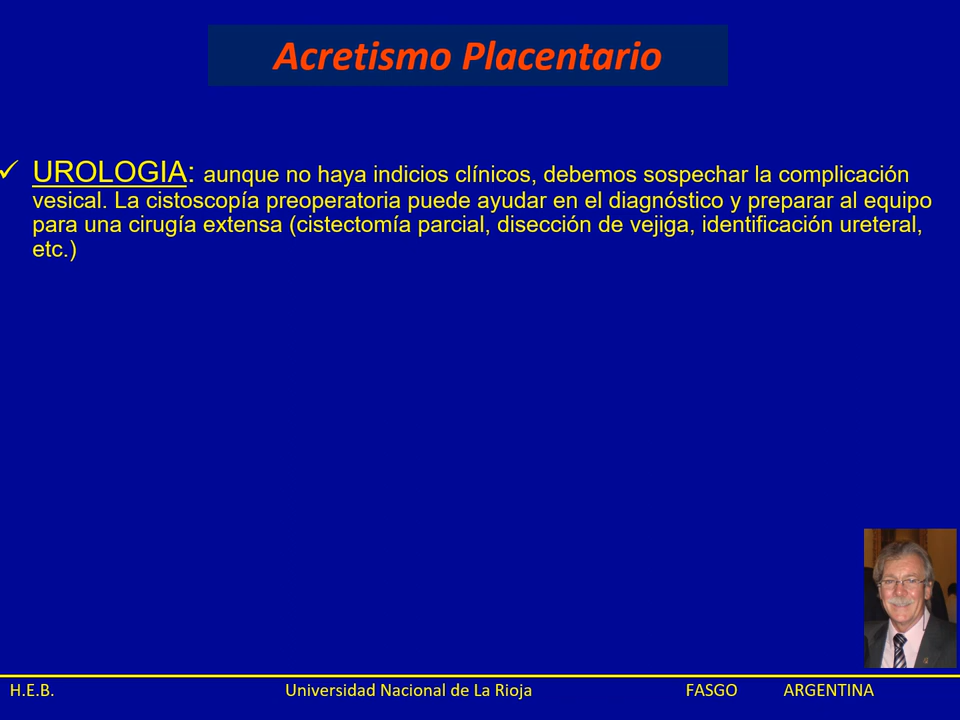 Acretismo Placentario
✓ UROLOGIA: aunque no haya indicios clínicos, debemos sospechar la complicación
vesical. La cistoscopía preoperatoria puede ayudar en el diagnóstico y preparar al equipo
para una cirugía extensa (cistectomía parcial, disección de vejiga, identificación ureteral,
etc.)
H.E.B. Universidad Nacional de La Rioja FASGO ARGENTINA